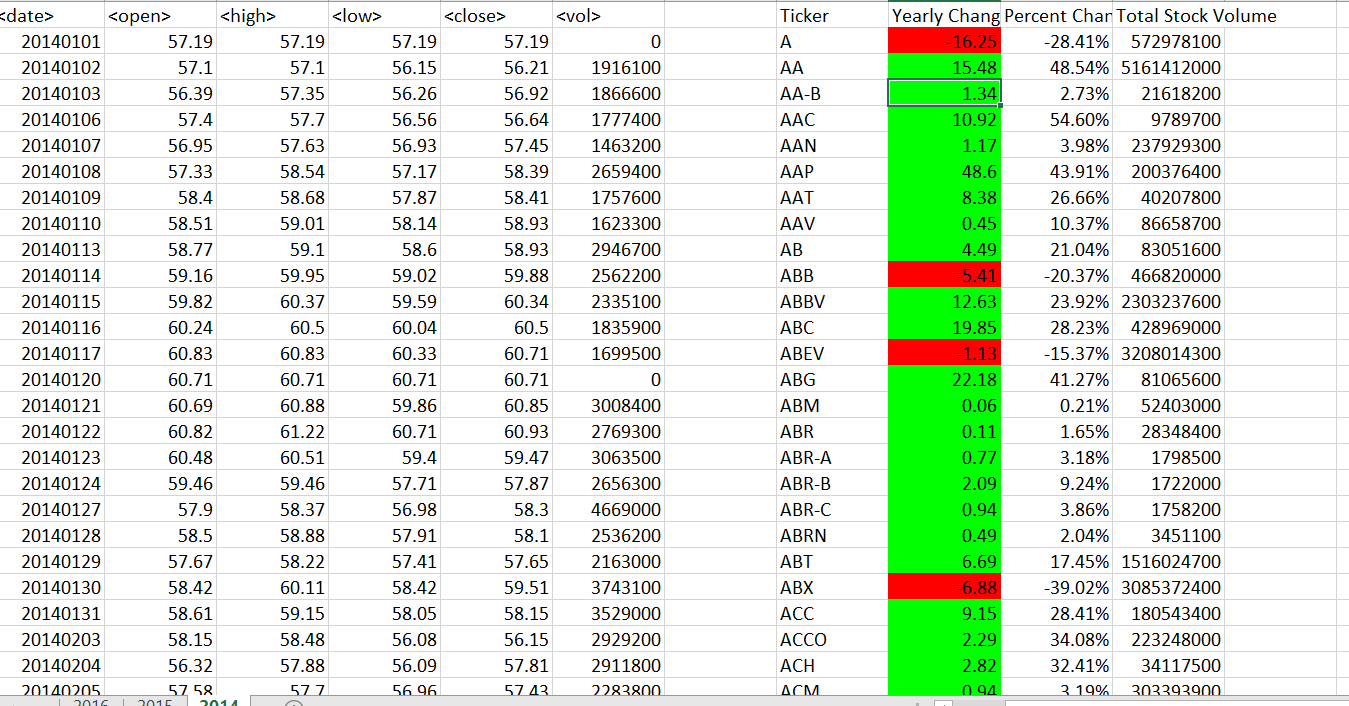 <date> <open> <high> <low> <close> <vol> Ticker Yearly Chang Percent Char Total Stock Volume
20140101 57.19 57.19 57.19 57.19 0 A -16.25 -28.41% 572978100
20140102 57.1 57.1 56.15 56.21 1916100 AA 15.48 48.54% 5161412000
20140103 56.39 57.35 56.26 56.92 1866600 AA-B 1.34 2.73% 21618200
20140106 57.4 57.7 56.56 56.64 1777400 AAC 10.92 54.60% 9789700
20140107 56.95 57.63 56.93 57.45 1463200 AAN 1.17 3.98% 237929300
20140108 57.33 58.54 57.17 58.39 2659400 AAP 48.6 43.91% 200376400
20140109 58.4 58.68 57.87 58.41 1757600 AAT 8.38 26.66% 40207800
20140110 58.51 59.01 58.14 58.93 1623300 AAV 0.45 10.37% 86658700
20140113 58.77 59.1 58.6 58.93 2946700 AB 4.49 21.04% 83051600
20140114 59.16 59.95 59.02 59.88 2562200 ABB -5.41 -20.37% 466820000
20140115 59.82 60.37 59.59 60.34 2335100 ABBV 12.63 23.92% 2303237600
20140116 60.24 60.5 60.04 60.5 1835900 ABC 19.85 28.23% 428969000
20140117 60.83 60.83 60.33 60.71 1699500 ABEV -1.13 -15.37% 3208014300
20140120 60.71 60.71 60.71 60.71 0 ABG 22.18 41.27% 81065600
20140121 60.69 60.88 59.86 60.85 3008400 ABM 0.06 0.21% 52403000
20140122 60.82 61.22 60.71 60.93 2769300 ABR 0.11 1.65% 28348400
20140123 60.48 60.51 59.4 59.47 3063500 ABR-A 0.77 3.18% 1798500
20140124 59.46 59.46 57.71 57.87 2656300 ABR-B 2.09 9.24% 1722000
20140127 57.9 58.37 56.98 58.3 4669000 ABR-C 0.94 3.86% 1758200
20140128 58.5 58.88 57.91 58.1 2536200 ABRN 0.49 2.04% 3451100
20140129 57.67 58.22 57.41 57.65 2163000 ABT 6.69 17.45% 1516024700
20140130 58.42 60.11 58.42 59.51 3743100 ABX -6.88 -39.02% 3085372400
20140131 58.61 59.15 58.05 58.15 3529000 ACC 9.15 28.41% 180543400
20140203 58.15 58.48 56.08 56.15 2929200 ACCO 2.29 34.08% 223248000
20140204 56.32 57.88 56.09 57.81 2911800 ACH 2.82 32.41% 34117500
20140205 57.58 57.7 56.96 57.43 2283800 ACM 0.94 3.19% 303393900
2016 2015 2014